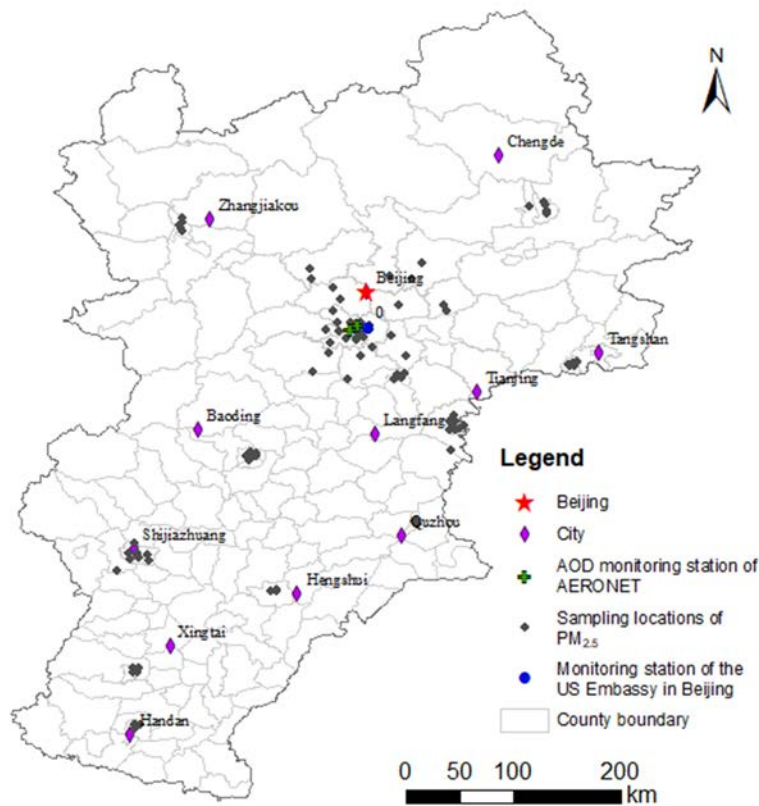 N
Chengde
Zhangjiakou
Beijing
0
Tangshan
Tianjing
Baoding
Langfang
Legend
Quzhou
Beijing
Shijiazhuang
City
AOD monitoring station of
AERONET
Hengshui
Sampling locations of
PM2.5
Xingtai
Monitoring station of the
US Embassy in Beijing
Handan
County boundary
0 50 100 200
km